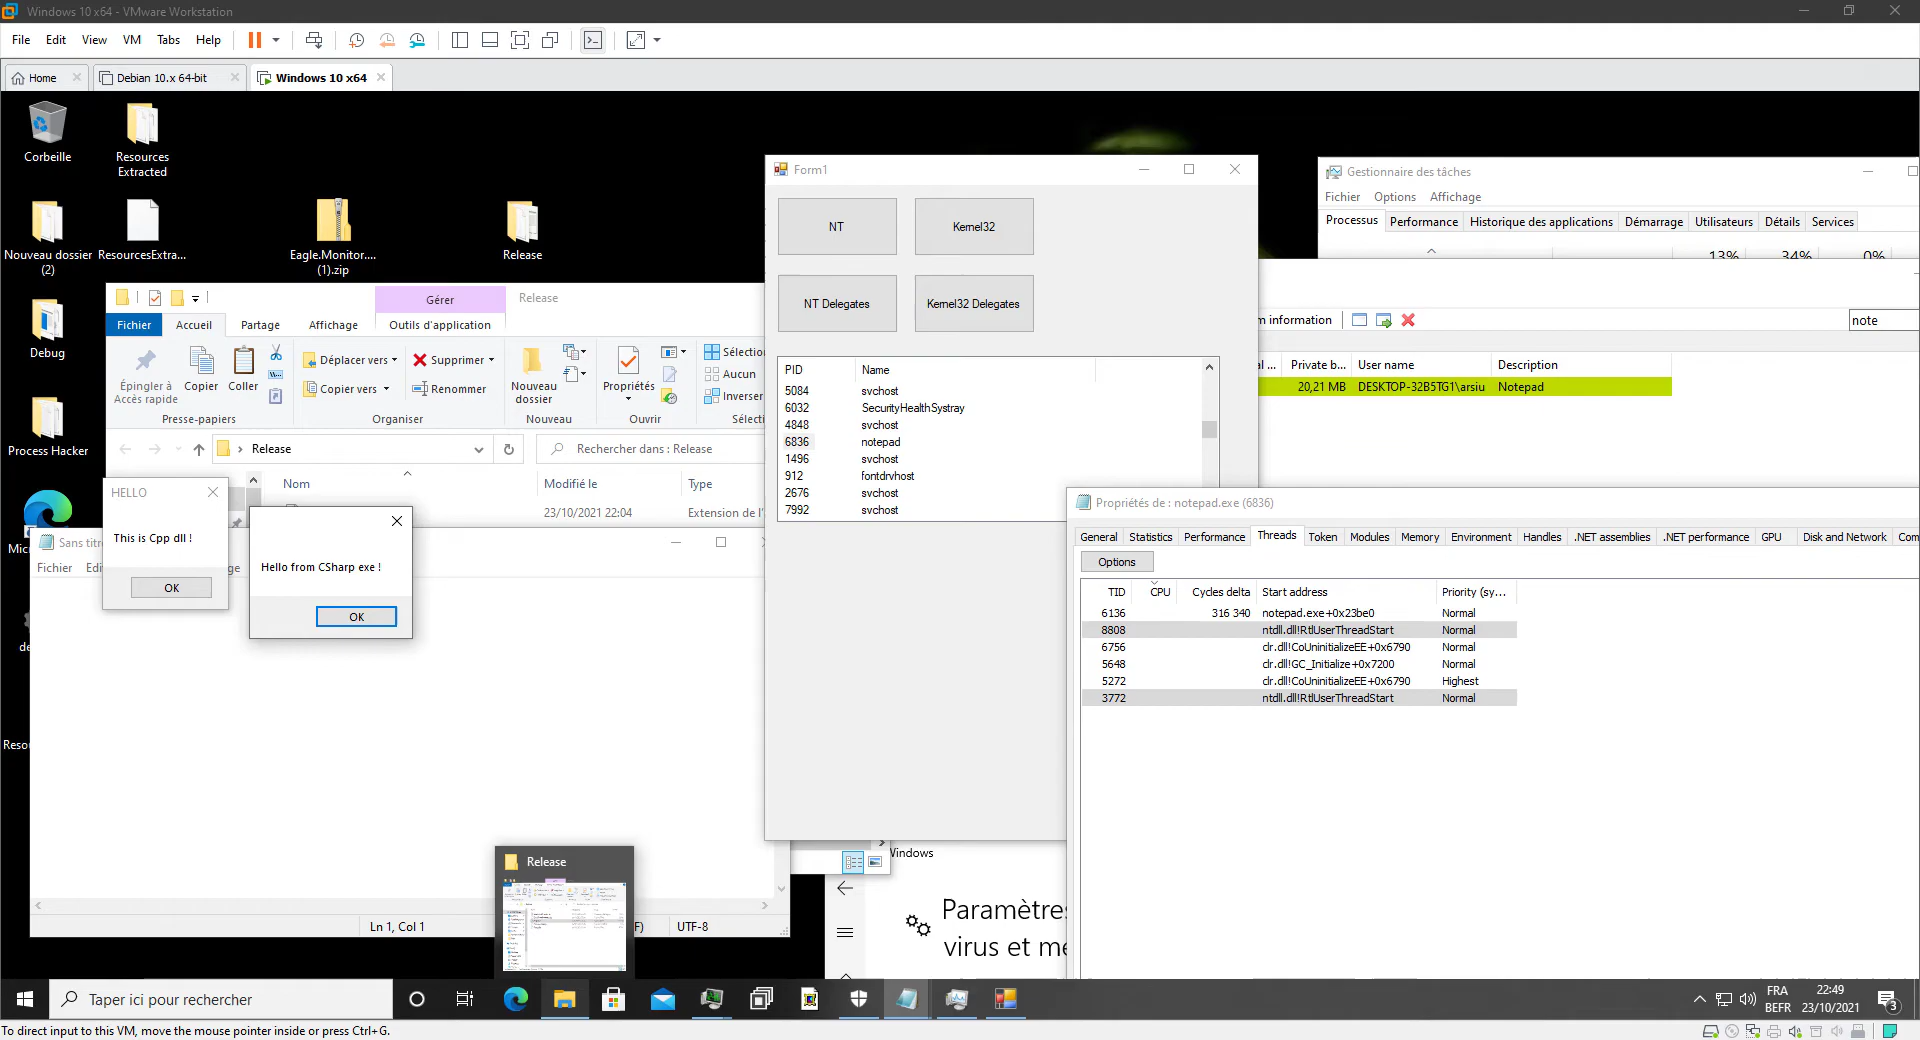 Windows 10 x64 - VMware Workstation
File Edit View VM Tabs Help
Home Debian 10.x 64-bit Windows 10 x64
Corbeille
Resources Extracted
Nouveau dossier (2)
ResourcesExtra...
Eagle.Monitor.... (1).zip
Release
Debug
Process Hacker
Gérer
Release
Fichier Accueil Partage Affichage Outils d'application
Épingler à Accès rapide
Copier
Coller
Déplacer vers
Copier vers
Supprimer
Renommer
Nouveau dossier
Propriétés
Aucun
Inverser
Presse-papiers Organiser Nouveau Ouvrir
Release
Rechercher dans : Release
Nom Modifié le Type
23/10/2021 22:04
HELLO
This is Cpp dll !
OK
Hello from CSharp exe !
OK
Fichier
Ln 1, Col 1
UTF-8
Release
Form1
NT
Kernel32
NT Delegates
Kernel32 Delegates
PID Name
5084 svchost
6032 SecurityHealthSystray
4848 svchost
6836 notepad
1496 svchost
912 fontdrvhost
2676 svchost
7992 svchost
Gestionnaire des tâches
Fichier Options Affichage
Processus Performance Historique des applications Démarrage Utilisateurs Détails Services
13% 34% 0%
m information
note
Private b... User name Description
20,21 MB DESKTOP-32B5TG1\arsiu Notepad
Propriétés de : notepad.exe (6836)
General Statistics Performance Threads Token Modules Memory Environment Handles .NET assemblies .NET performance GPU Disk and Network Com
Options
TID CPU Cycles delta Start address Priority (sy...
6136 316 340 notepad.exe+0x23be0 Normal
8808 ntdll.dll!RtlUserThreadStart Normal
6756 clr.dll!CoUninitializeEE+0x6790 Normal
5648 clr.dll!GC_Initialize+0x7200 Normal
5272 clr.dll!CoUninitializeEE+0x6790 Highest
3772 ntdll.dll!RtlUserThreadStart Normal
Windows
Paramètres
virus et me
Taper ici pour rechercher
FRA
BEFR
22:49
23/10/2021
3
To direct input to this VM, move the mouse pointer inside or press Ctrl+G.